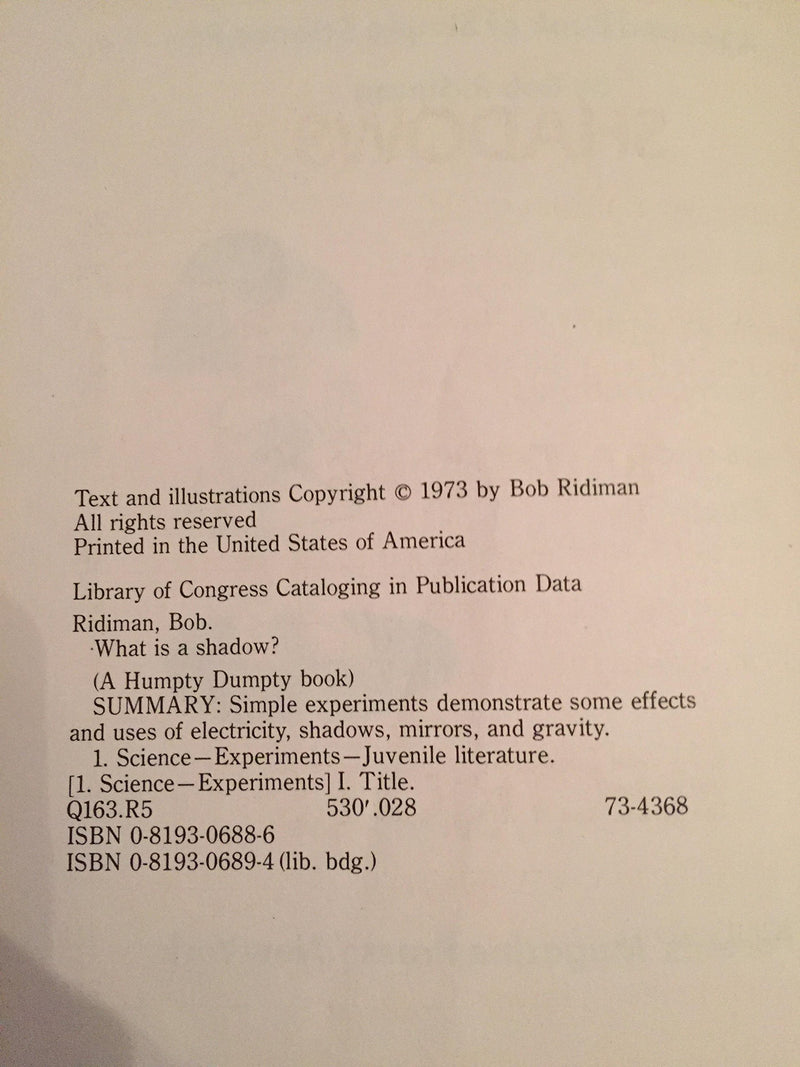 Text and illustrations Copyright © 1973 by Bob Ridiman
All rights reserved
Printed in the United States of America
Library of Congress Cataloging in Publication Data
Ridiman, Bob.
What is a shadow?
(A Humpty Dumpty book)
SUMMARY: Simple experiments demonstrate some effects
and uses of electricity, shadows, mirrors, and gravity.
1. Science—Experiments—Juvenile literature.
[1. Science—Experiments] I. Title.
Q163.R5 530′.028 73-4368
ISBN 0-8193-0688-6
ISBN 0-8193-0689-4 (lib. bdg.)